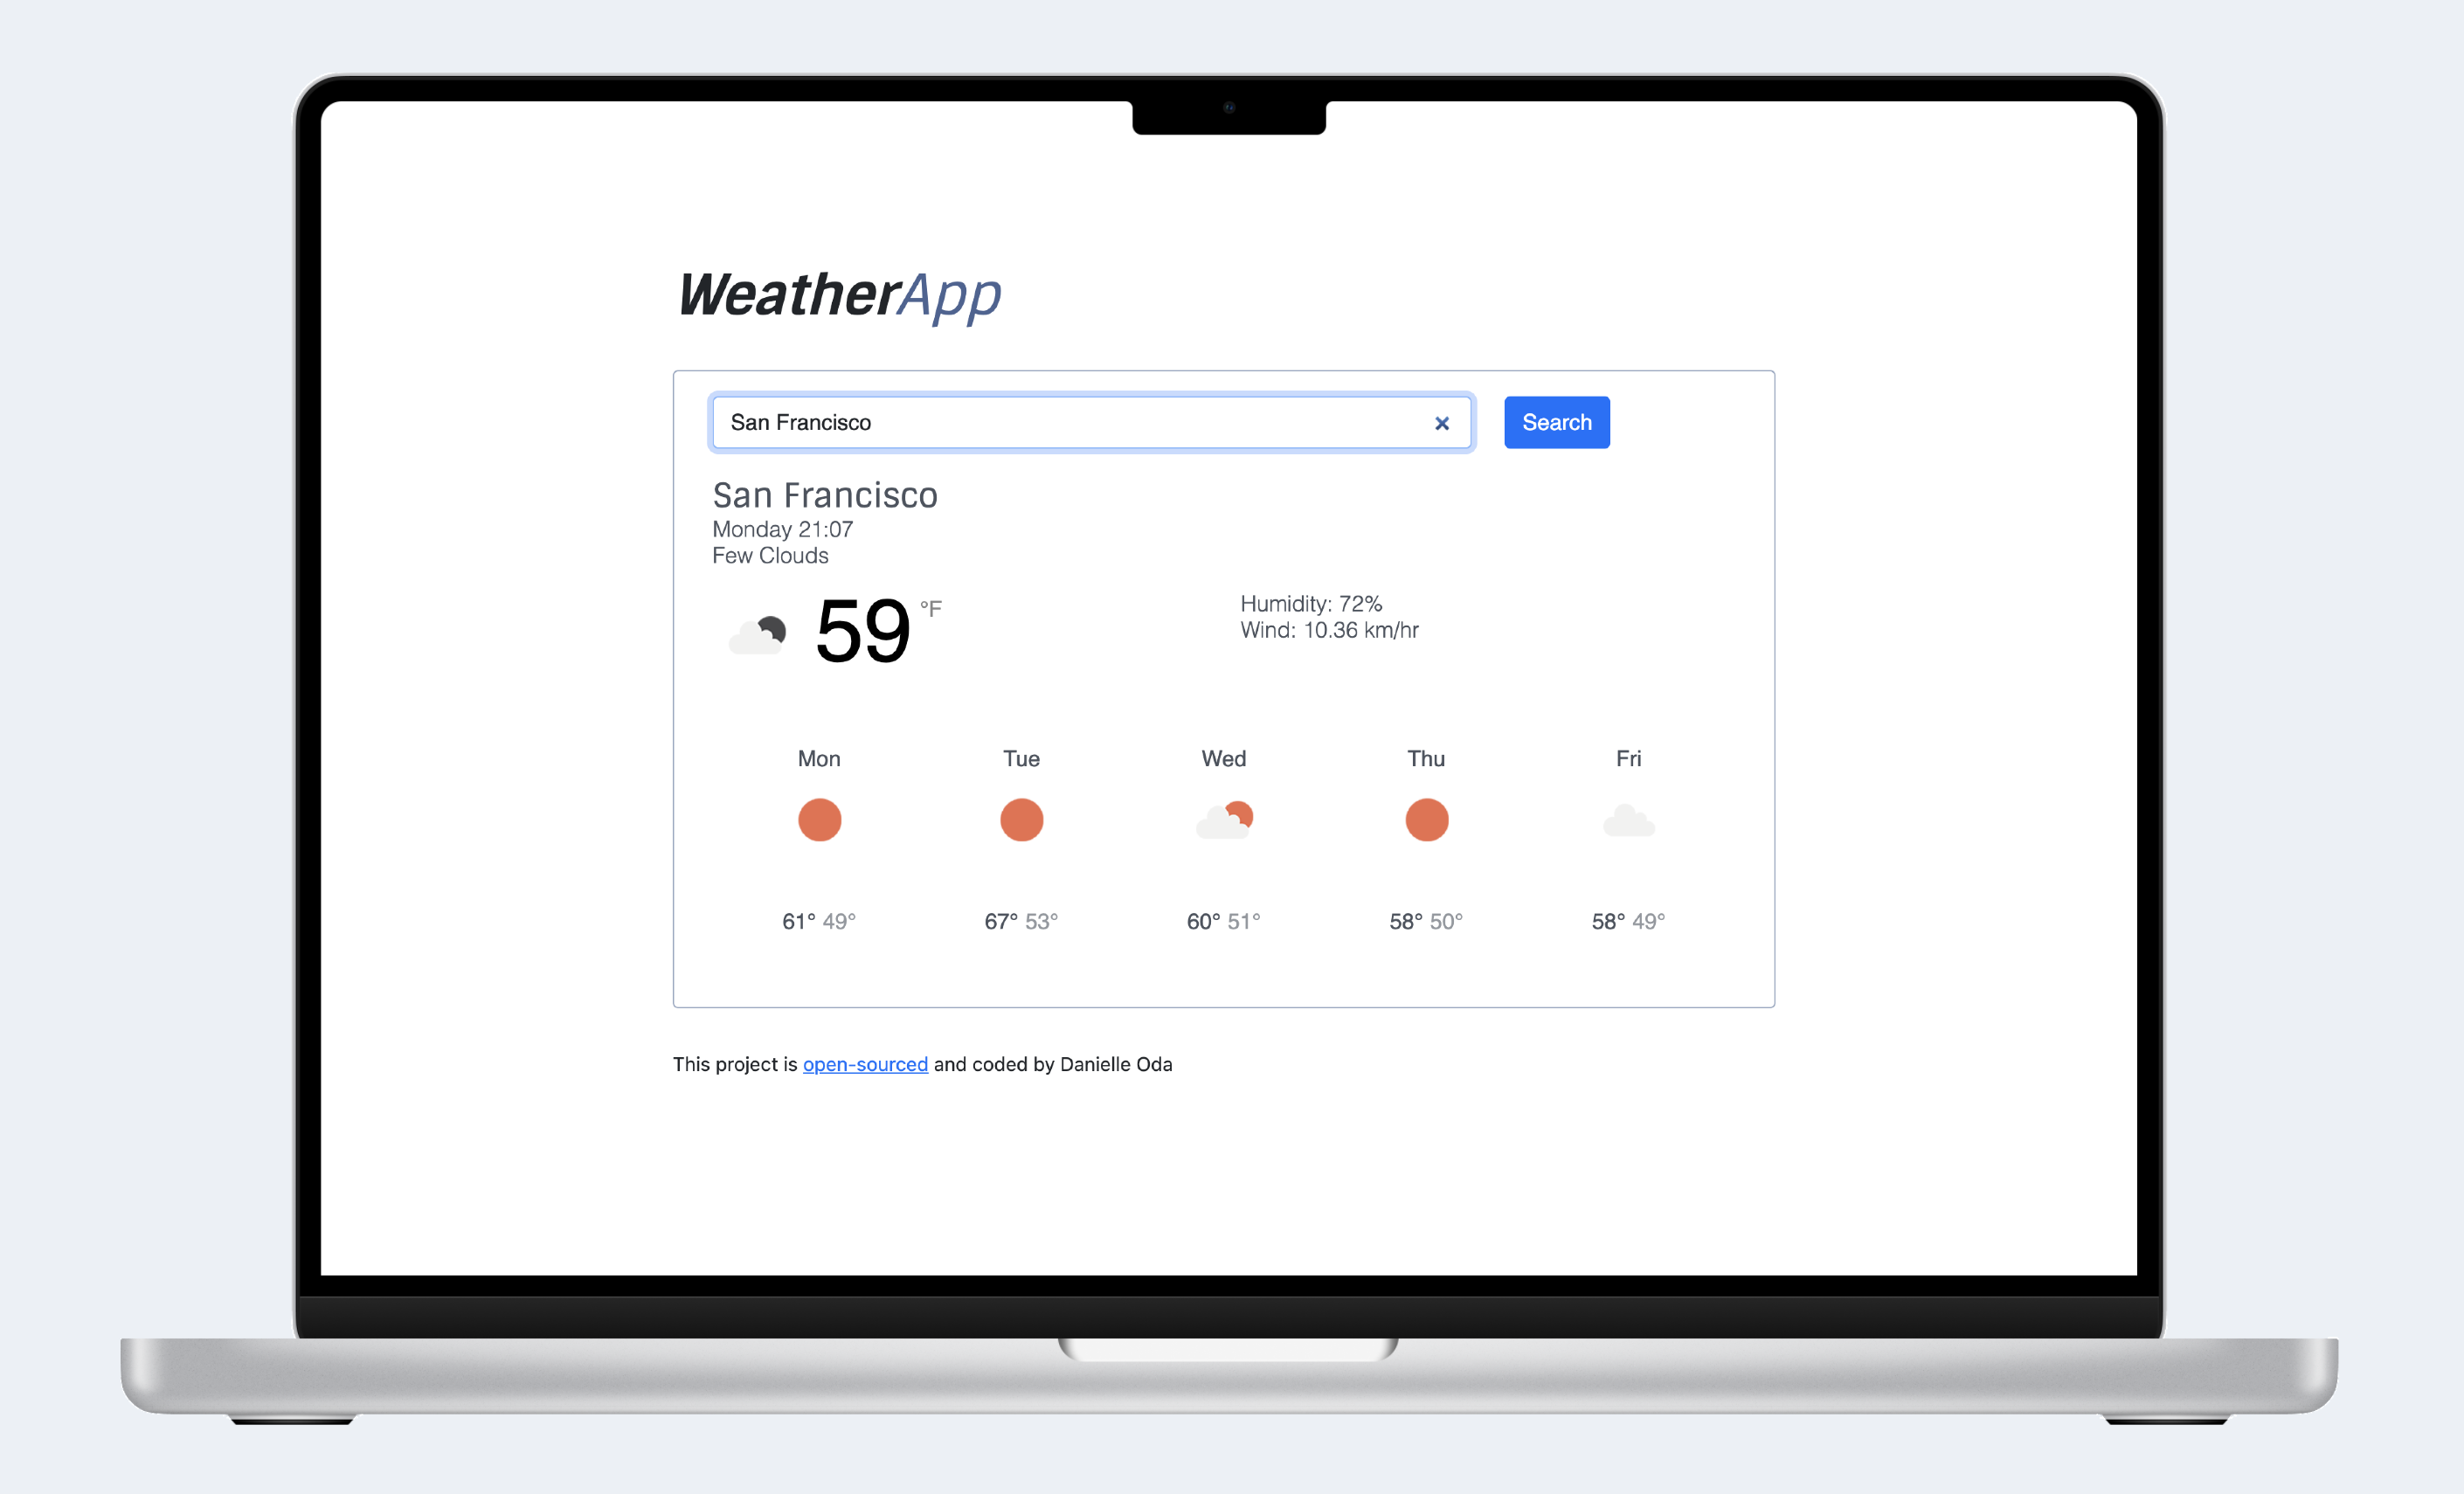 WeatherApp
San Francisco
Search
San Francisco
Monday 21:07
Few Clouds
59 °F
Humidity: 72%
Wind: 10.36 km/hr
Mon Tue Wed Thu Fri
61° 49° 67° 53° 60° 51° 58° 50° 58° 49°
This project is open-sourced and coded by Danielle Oda